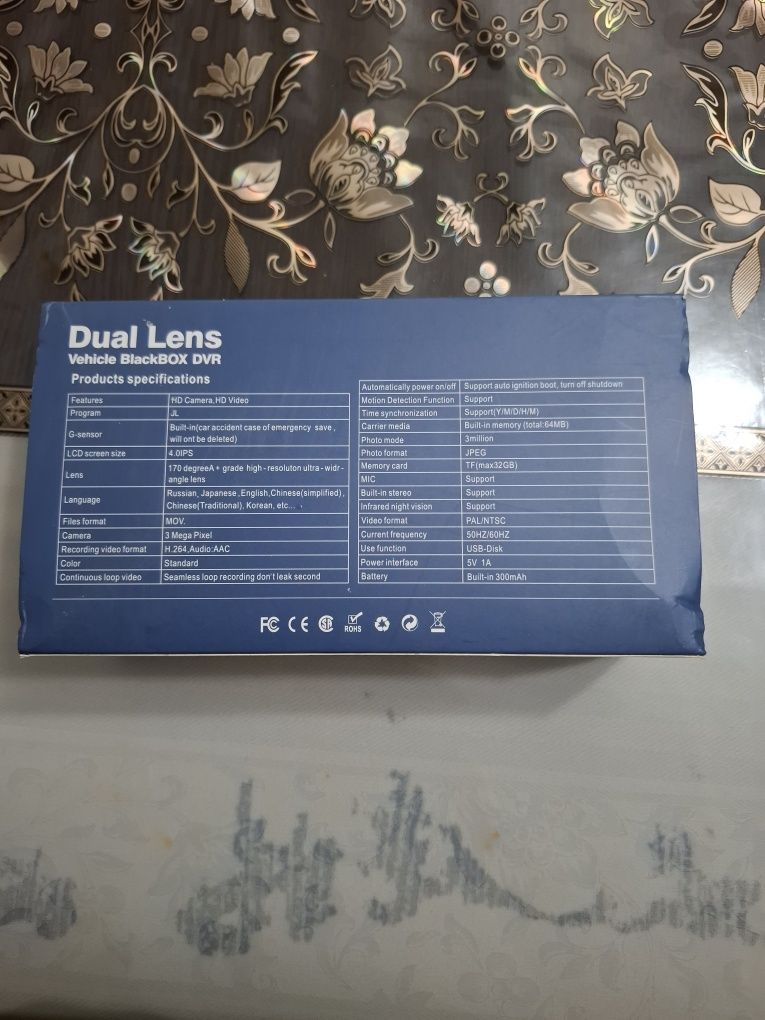 Dual Lens
Vehicle BlackBOX DVR
Products specifications
Features HD Camera,HD Video
Program JL
G-sensor Built-in(car accident case of emergency save ,
will ont be deleted)
LCD screen size 4.0IPS
Lens 170 degreeA+ grade high-resoluton ultra-widr-
angle lens
Language Russian, Japanese,English,Chinese(simplified),
Chinese(Traditional), Korean, etc...
Files format MOV.
Camera 3 Mega Pixel
Recording video format H.264,Audio:AAC
Color Standard
Continuous loop video Seamless loop recording don't leak second
Automatically power on/off Support auto ignition boot, turn off shutdown
Motion Detection Function Support
Time synchronization Support(Y/M/D/H/M)
Carrier media Built-in memory (total:64MB)
Photo mode 3million
Photo format JPEG
Memory card TF(max32GB)
MIC Support
Built-in stereo Support
Infrared night vision Support
Video format PAL/NTSC
Current frequency 50HZ/60HZ
Use function USB-Disk
Power interface 5V 1A
Battery Built-in 300mAh
FC CE ROHS